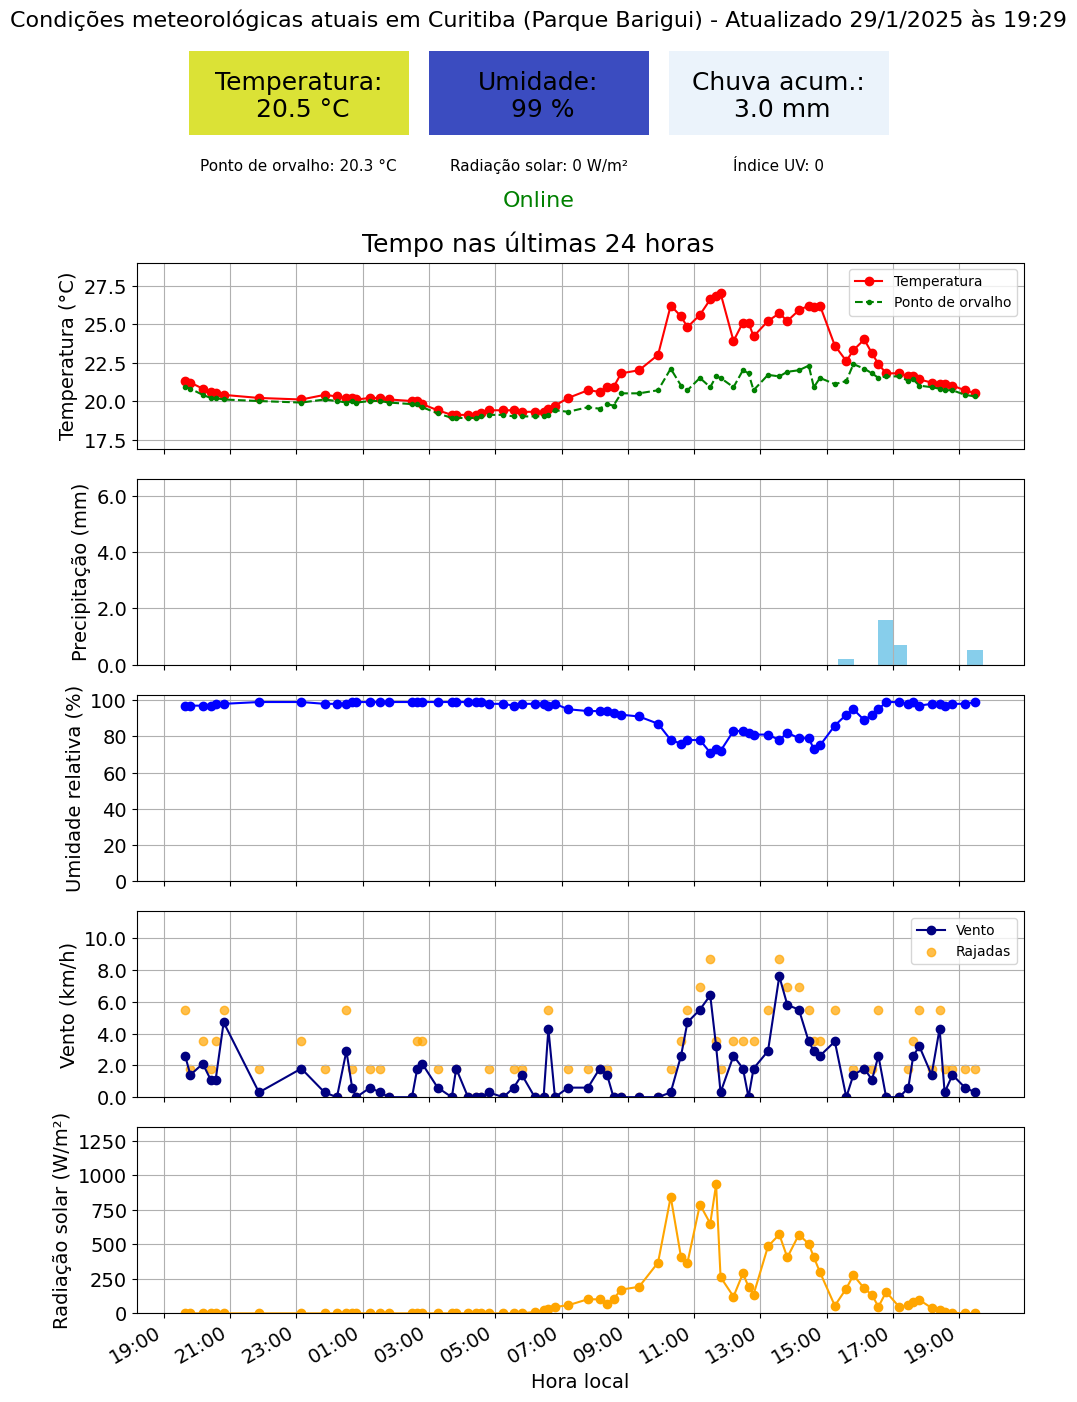 Condições meteorológicas atuais em Curitiba (Parque Barigui) - Atualizado 29/1/2025 às 19:29
Temperatura:
20.5 °C
Umidade:
99 %
Chuva acum.:
3.0 mm
Ponto de orvalho: 20.3 °C
Radiação solar: 0 W/m²
Índice UV: 0
Online
Tempo nas últimas 24 horas
Temperatura (°C)
27.5
25.0
22.5
20.0
17.5
Temperatura
Ponto de orvalho
Precipitação (mm)
6.0
4.0
2.0
0.0
Umidade relativa (%)
100
80
60
40
20
0
Vento (km/h)
10.0
8.0
6.0
4.0
2.0
0.0
Vento
Rajadas
Radiação solar (W/m²)
1250
1000
750
500
250
0
19:00
21:00
23:00
01:00
03:00
05:00
07:00
09:00
11:00
13:00
15:00
17:00
19:00
Hora local